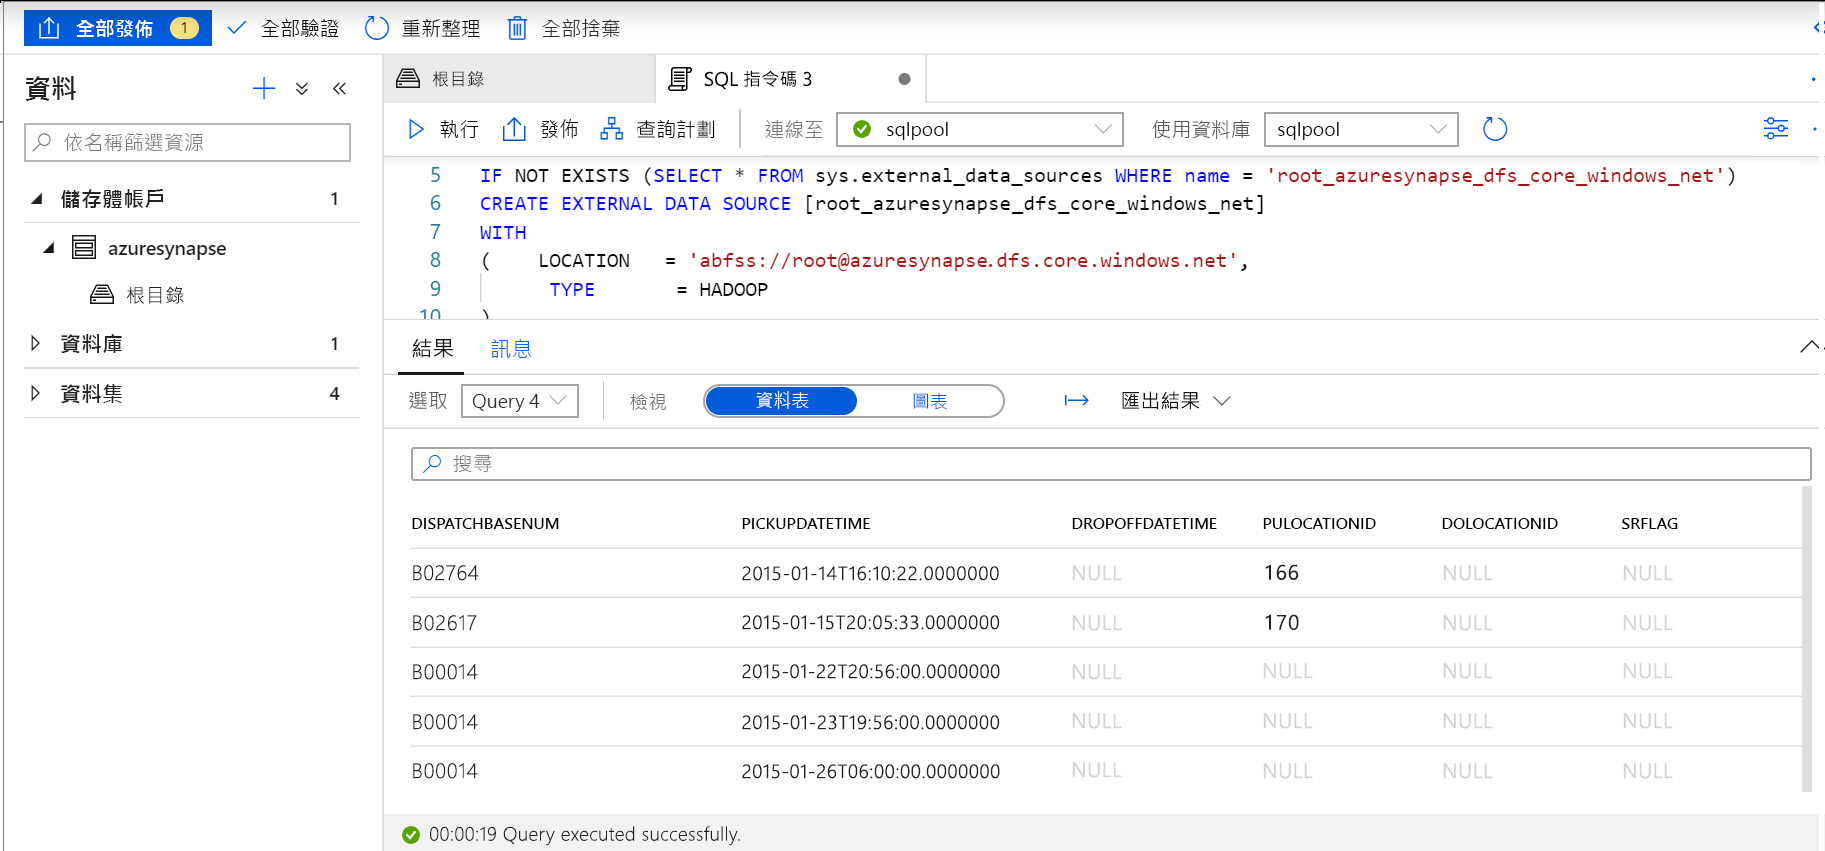 全部發佈 1 全部驗證 重新整理 全部捨棄
資料
依名稱篩選資源
儲存體帳戶 1
azuresynapse
根目錄
資料庫 1
資料集 4
根目錄 SQL 指令碼 3
執行 發佈 查詢計劃 連線至 sqlpool 使用資料庫 sqlpool
5 IF NOT EXISTS (SELECT * FROM sys.external_data_sources WHERE name = 'root_azuresynapse_dfs_core_windows_net')
6 CREATE EXTERNAL DATA SOURCE [root_azuresynapse_dfs_core_windows_net]
7 WITH
8 ( LOCATION = 'abfss://root@azuresynapse.dfs.core.windows.net',
9 TYPE = HADOOP
10 )
結果 訊息
選取 Query 4 檢視 資料表 圖表 匯出結果
搜尋
DISPATCHBASENUM PICKUPDATETIME DROPOFFDATETIME PULOCATIONID DOLOCATIONID SRFLAG
B02764 2015-01-14T16:10:22.0000000 NULL 166 NULL NULL
B02617 2015-01-15T20:05:33.0000000 NULL 170 NULL NULL
B00014 2015-01-22T20:56:00.0000000 NULL NULL NULL NULL
B00014 2015-01-23T19:56:00.0000000 NULL NULL NULL NULL
B00014 2015-01-26T06:00:00.0000000 NULL NULL NULL NULL
00:00:19 Query executed successfully.